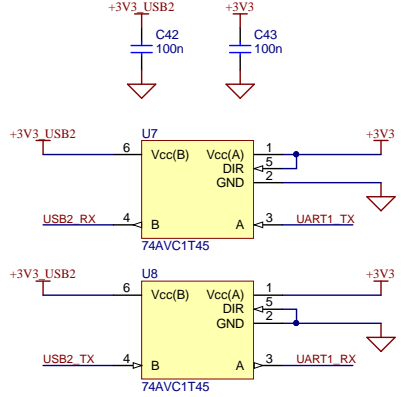 +3V3_USB2 +3V3
C42 C43
100n 100n
+3V3_USB2 U7 +3V3
6 Vcc(B) Vcc(A) 1
DIR 5
GND 2
USB2_RX 4 B A 3 UART1_TX
74AVC1T45
+3V3_USB2 U8 +3V3
6 Vcc(B) Vcc(A) 1
DIR 5
GND 2
USB2_TX 4 B A 3 UART1_RX
74AVC1T45